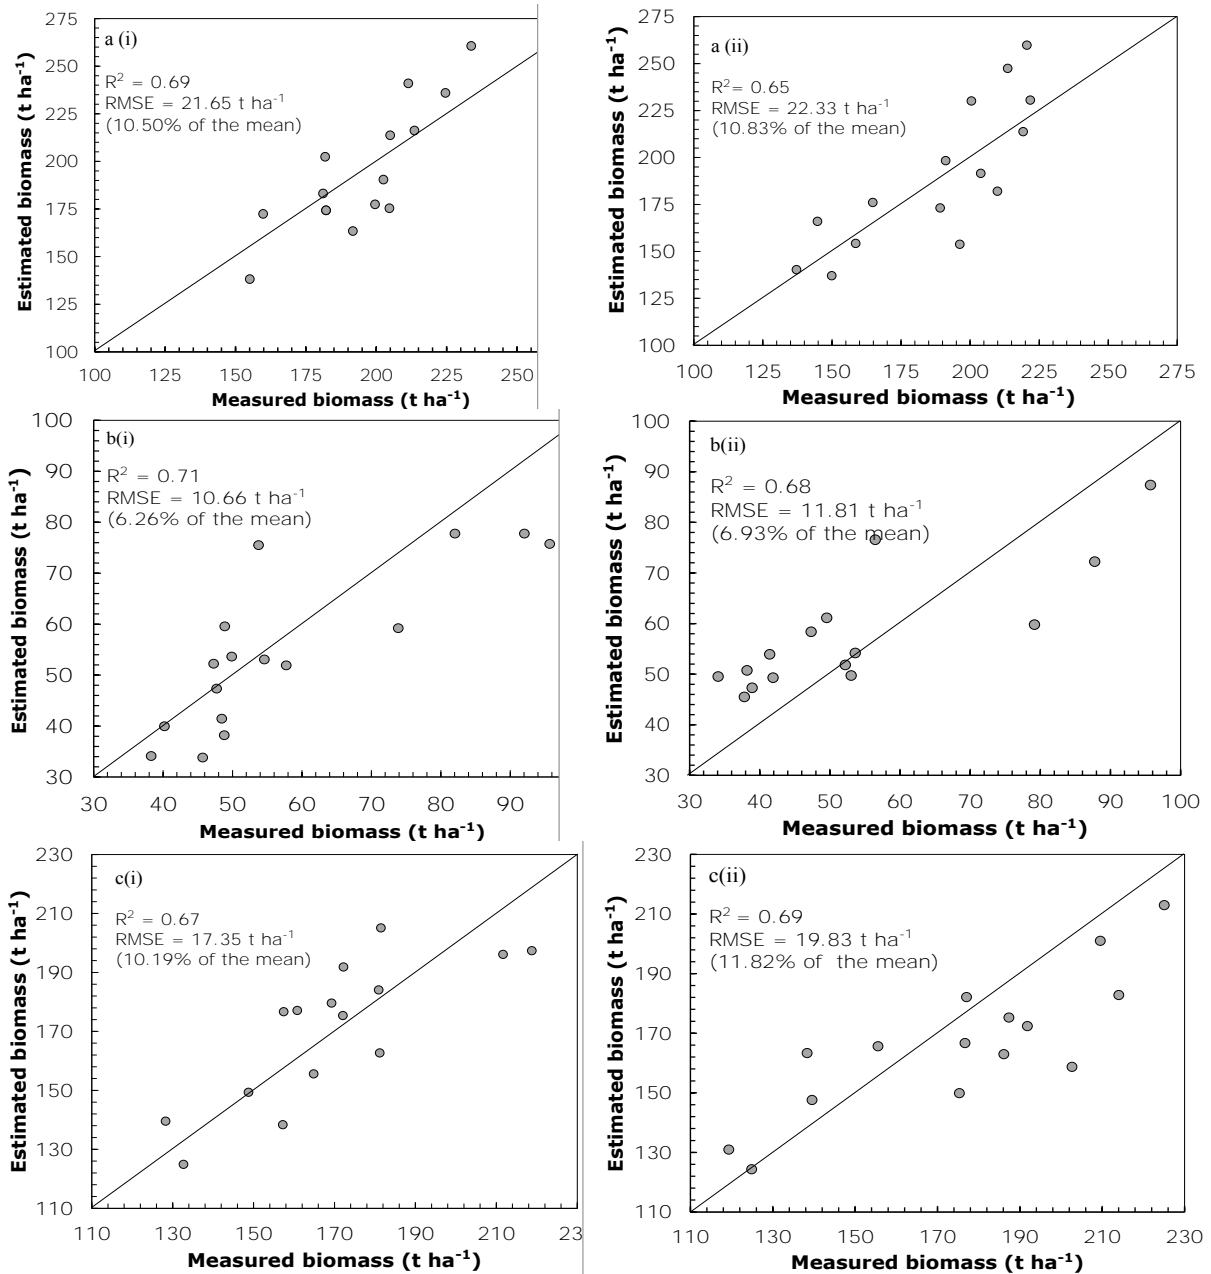 a (i)
R² = 0.69
RMSE = 21.65 t ha⁻¹
(10.50% of the mean)
Estimated biomass (t ha⁻¹)
275
250
225
200
175
150
125
100
100 125 150 175 200 225 250
Measured biomass (t ha⁻¹)
a (ii)
R²= 0.65
RMSE = 22.33 t ha⁻¹
(10.83% of the mean)
Estimated biomass (t ha⁻¹)
275
250
225
200
175
150
125
100
100 125 150 175 200 225 250 275
Measured biomass (t ha⁻¹)
b(i)
R² = 0.71
RMSE = 10.66 t ha⁻¹
(6.26% of the mean)
Estimated biomass (t ha⁻¹)
100
90
80
70
60
50
40
30
30 40 50 60 70 80 90
Measured biomass (t ha⁻¹)
b(ii)
R² = 0.68
RMSE = 11.81 t ha⁻¹
(6.93% of the mean)
Estimated biomass (t ha⁻¹)
100
90
80
70
60
50
40
30
30 40 50 60 70 80 90 100
Measured biomass (t ha⁻¹)
c(i)
R² = 0.67
RMSE = 17.35 t ha⁻¹
(10.19% of the mean)
Estimated biomass (t ha⁻¹)
230
210
190
170
150
130
110
110 130 150 170 190 210 23
Measured biomass (t ha⁻¹)
c(ii)
R² = 0.69
RMSE = 19.83 t ha⁻¹
(11.82% of the mean)
Estimated biomass (t ha⁻¹)
230
210
190
170
150
130
110
110 130 150 170 190 210 230
Measured biomass (t ha⁻¹)